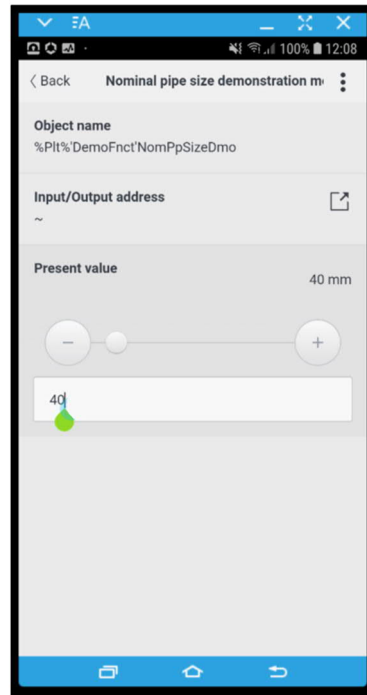 100% 12:08
Back Nominal pipe size demonstration m
Object name
%Plt%'DemoFnct'NomPpSizeDmo
Input/Output address
~
Present value
40 mm
− +
40